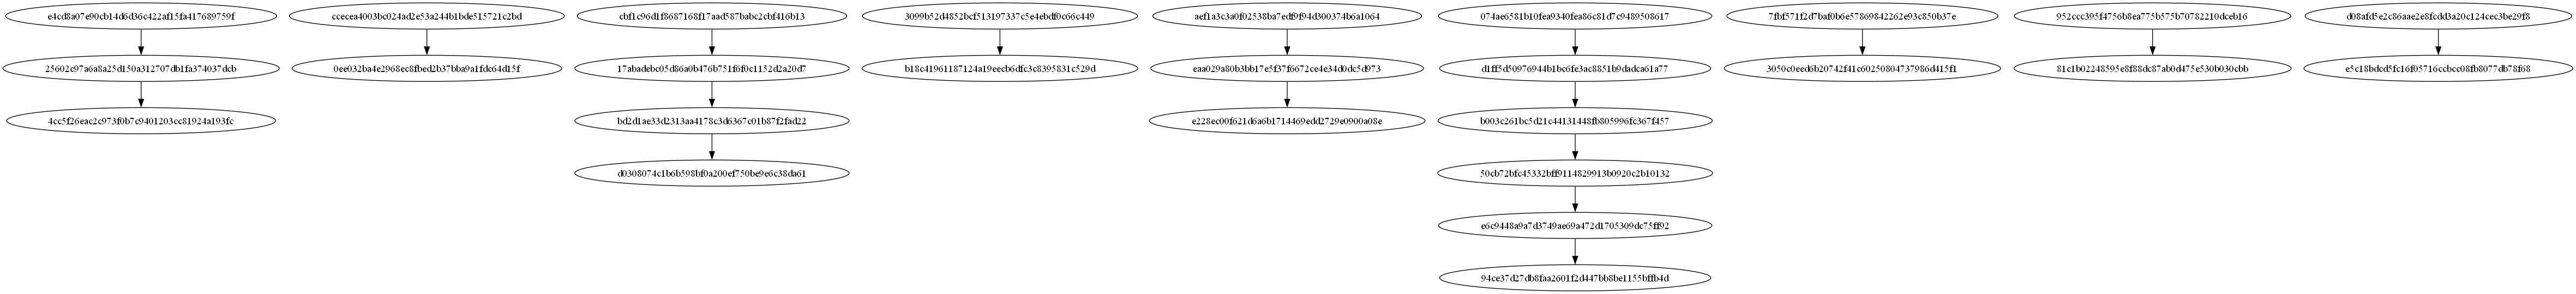 e4cd8a07e90cb14d6d36c422af15fa417689759f
ccecea4003bc024ad2e53a244b1bde515721c2bd
cbf1c96d1f8687168f17aad587babc2cbf416b13
3099b52d4852bcf513197337c5e4ebdf0c66c449
aef1a3c3a0f02538ba7edf9f94d300374b6a1064
074ae6581b10fea9340fea86c81d7c9489508617
7fbf571f2d7baf0b6e57869842262e93c850b37e
952ccc395f4756b8ea775b575b70782210dceb16
d08afd5e2c86aae2e8fcdd3a20c124cec3be29f8
25602c97a6a8a25d150a312707db1fa374037dcb
0ee032ba4e2968ec8fbed2b37bba9a1fdc64d15f
17abadebc05d86a0b476b751f6f0c1152d2a20d7
b18c41961187124a19eecb6dfc3c8395831c529d
eaa029a80b3bb17e5f37f6672ce4e34d0dc5d973
d1ff5d50976944b1bc6fe3ac8851b9dadca61a77
3050c0eed6b20742f41c60250804737986d415f1
81c1b02248595e8f88dc87ab0d475e530b030cbb
e5c18bdcd5fc16f05716ccbcc08fb8077db78f68
4cc5f26eac2c973f0b7c9401203cc81924a193fc
bd2d1ae33d2313aa4178c3d6367c01b87f2fad22
e228ec00f621d6a6b1714469edd2729e0900a08e
b003c261bc5d21c44131448fb805996fc367f457
d0308074c1b6b598bf0a200ef750be9e6c38da61
50cb72bfc45332bff9114829913b0920c2b10132
e6c9448a9a7d3749ae69a472d1705309dc75ff92
94ce37d27db8faa2601f2d447bb8be1155bffb4d